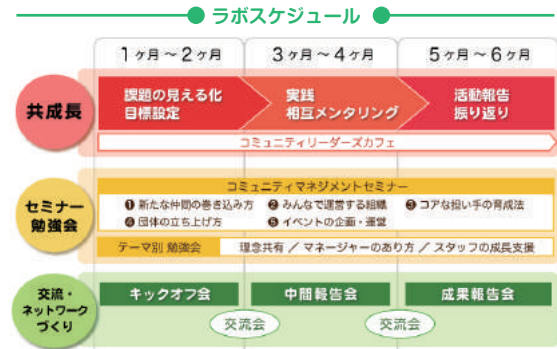 ラボスケジュール
1ヶ月～2ヶ月
3ヶ月～4ヶ月
5ヶ月～6ヶ月
共成長
課題の見える化
目標設定
実践
相互メンタリング
活動報告
振り返り
コミュニティリーダーズカフェ
セミナー
勉強会
コミュニティマネジメントセミナー
❶ 新たな仲間の巻き込み方 ❷ みんなで運営する組織 ❸ コアな担い手の育成法
❹ 団体の立ち上げ方 ❺ イベントの企画・運営
テーマ別 勉強会
理念共有 ／ マネージャーのあり方 ／ スタッフの成長支援
交流・
ネットワーク
づくり
キックオフ会
中間報告会
成果報告会
交流会
交流会